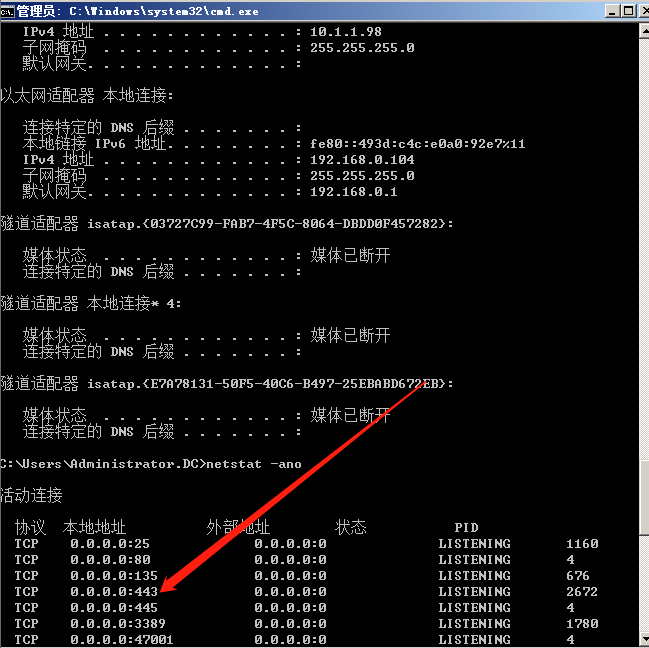 管理员: C:\Windows\system32\cmd.exe
IPv4 地址 . . . . . . . . . . . . : 10.1.1.98
子网掩码 . . . . . . . . . . . . : 255.255.255.0
默认网关. . . . . . . . . . . . . :
以太网适配器 本地连接:
连接特定的 DNS 后缀 . . . . . . . :
本地链接 IPv6 地址. . . . . . . . : fe80::493d:c4c:e0a0:92e7%11
IPv4 地址 . . . . . . . . . . . . : 192.168.0.104
子网掩码 . . . . . . . . . . . . : 255.255.255.0
默认网关. . . . . . . . . . . . . : 192.168.0.1
隧道适配器 isatap.{03727C99-FAB7-4F5C-8064-DBDD0F457282}:
媒体状态 . . . . . . . . . . . . : 媒体已断开
连接特定的 DNS 后缀 . . . . . . . :
隧道适配器 本地连接* 4:
媒体状态 . . . . . . . . . . . . : 媒体已断开
连接特定的 DNS 后缀 . . . . . . . :
隧道适配器 isatap.{E7A78131-50F5-40C6-B497-25EBABD672EB}:
媒体状态 . . . . . . . . . . . . : 媒体已断开
连接特定的 DNS 后缀 . . . . . . . :
C:\Users\Administrator.DC>netstat -ano
活动连接
协议 本地地址 外部地址 状态 PID
TCP 0.0.0.0:25 0.0.0.0:0 LISTENING 1160
TCP 0.0.0.0:80 0.0.0.0:0 LISTENING 4
TCP 0.0.0.0:135 0.0.0.0:0 LISTENING 676
TCP 0.0.0.0:443 0.0.0.0:0 LISTENING 2672
TCP 0.0.0.0:445 0.0.0.0:0 LISTENING 4
TCP 0.0.0.0:3389 0.0.0.0:0 LISTENING 1780
TCP 0.0.0.0:47001 0.0.0.0:0 LISTENING 4